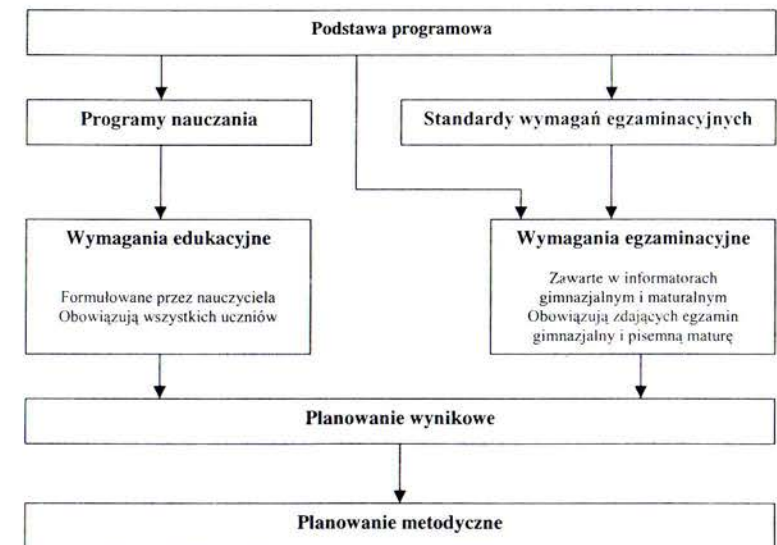 Podstawa programowa
Programy nauczania
Standardy wymagań egzaminacyjnych
Wymagania edukacyjne
Formułowane przez nauczyciela
Obowiązują wszystkich uczniów
Wymagania egzaminacyjne
Zawarte w informatorach
gimnazjalnym i maturalnym
Obowiązują zdających egzamin
gimnazjalny i pisemną maturę
Planowanie wynikowe
Planowanie metodyczne